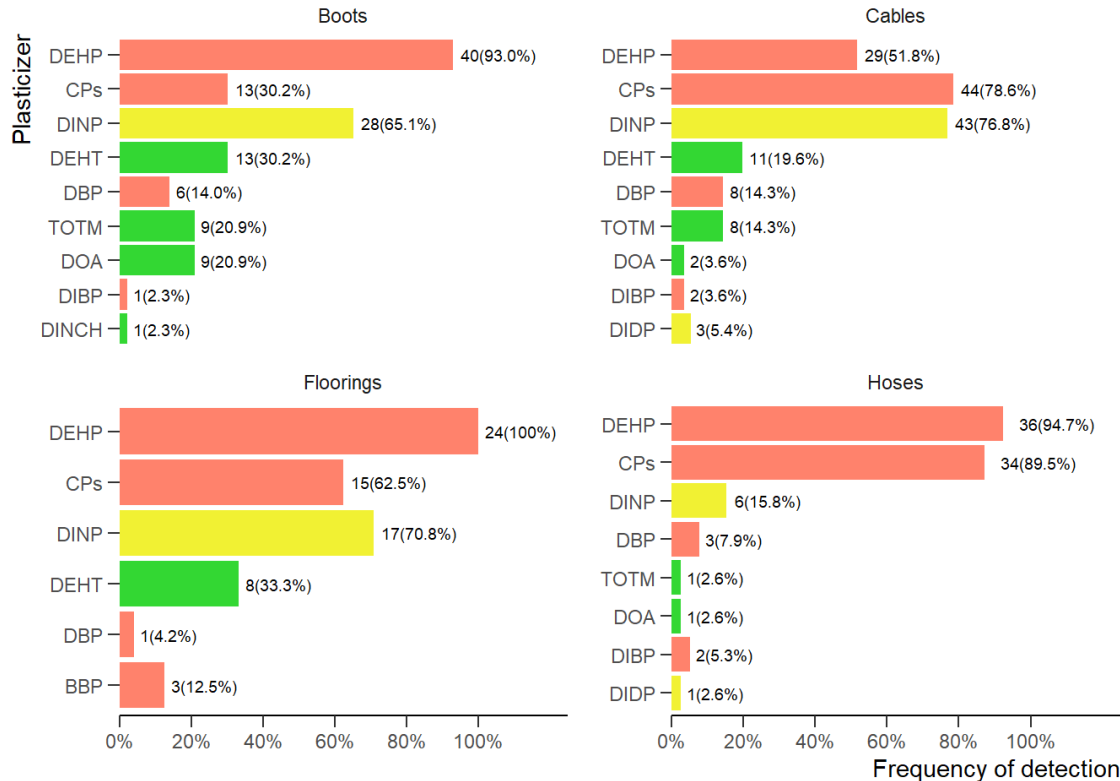 Boots
Plasticizer
DEHP 40(93.0%)
CPs 13(30.2%)
DINP 28(65.1%)
DEHT 13(30.2%)
DBP 6(14.0%)
TOTM 9(20.9%)
DOA 9(20.9%)
DIBP 1(2.3%)
DINCH 1(2.3%)
Cables
DEHP 29(51.8%)
CPs 44(78.6%)
DINP 43(76.8%)
DEHT 11(19.6%)
DBP 8(14.3%)
TOTM 8(14.3%)
DOA 2(3.6%)
DIBP 2(3.6%)
DIDP 3(5.4%)
Floorings
DEHP 24(100%)
CPs 15(62.5%)
DINP 17(70.8%)
DEHT 8(33.3%)
DBP 1(4.2%)
BBP 3(12.5%)
0% 20% 40% 60% 80% 100%
Hoses
DEHP 36(94.7%)
CPs 34(89.5%)
DINP 6(15.8%)
DBP 3(7.9%)
TOTM 1(2.6%)
DOA 1(2.6%)
DIBP 2(5.3%)
DIDP 1(2.6%)
0% 20% 40% 60% 80% 100%
Frequency of detection